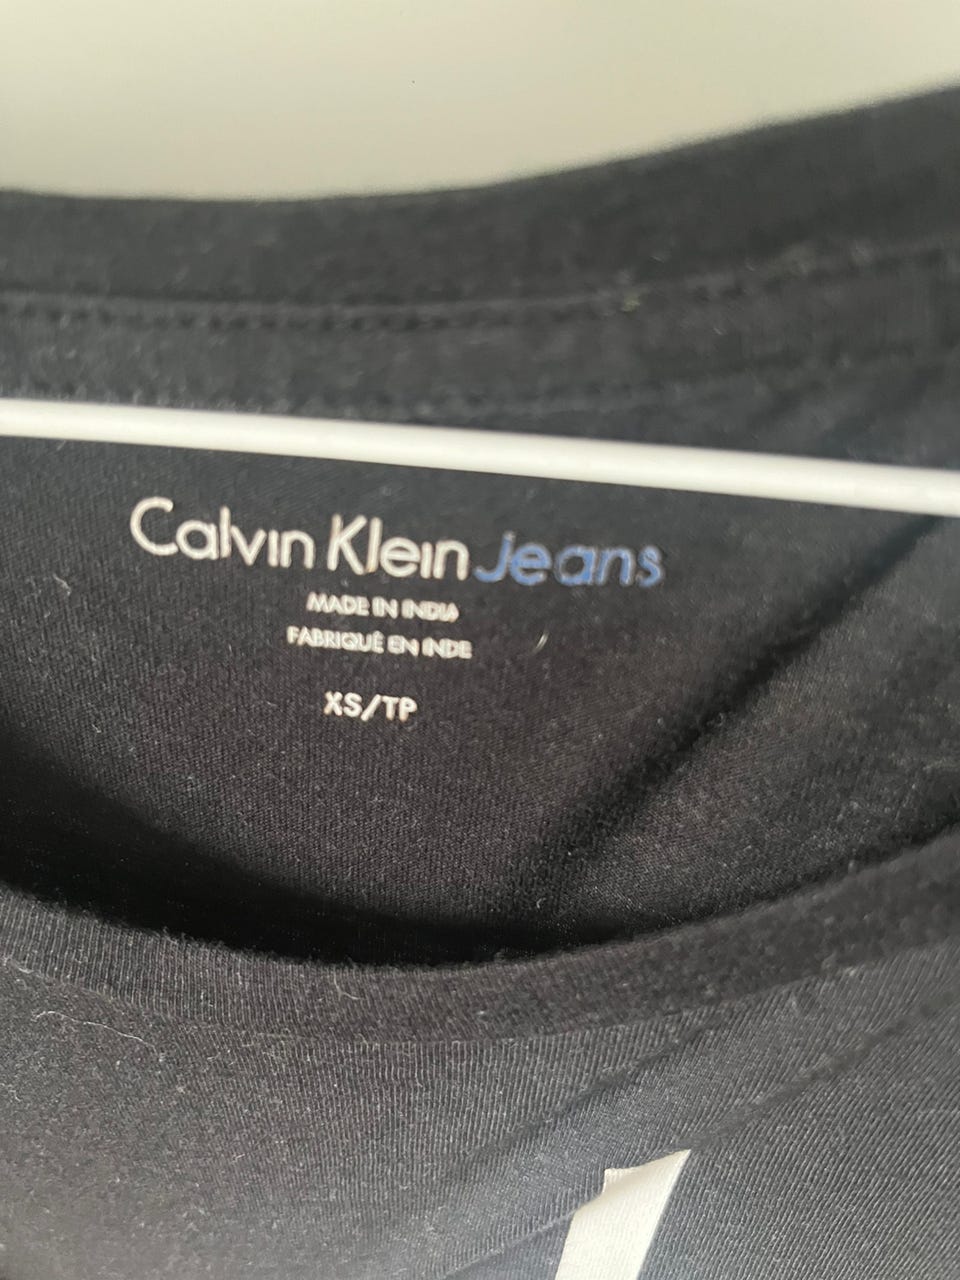 Calvin Klein Jeans
MADE IN INDIA
FABRIQUÉ EN INDE
XS/TP